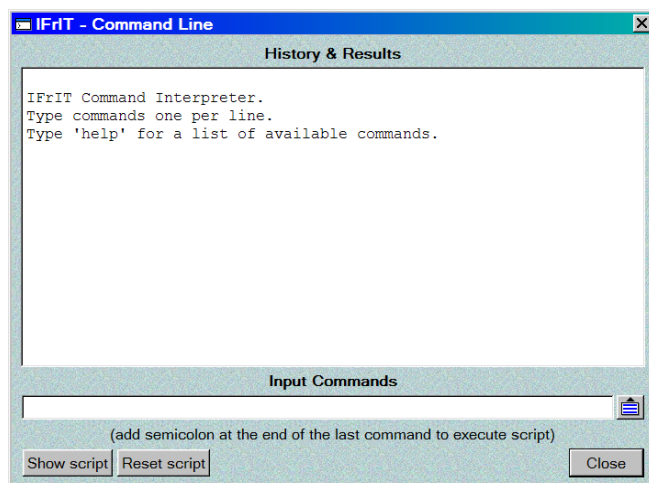 IFrIT - Command Line
History & Results
IFrIT Command Interpreter.
Type commands one per line.
Type 'help' for a list of available commands.
Input Commands
(add semicolon at the end of the last command to execute script)
Show script Reset script Close